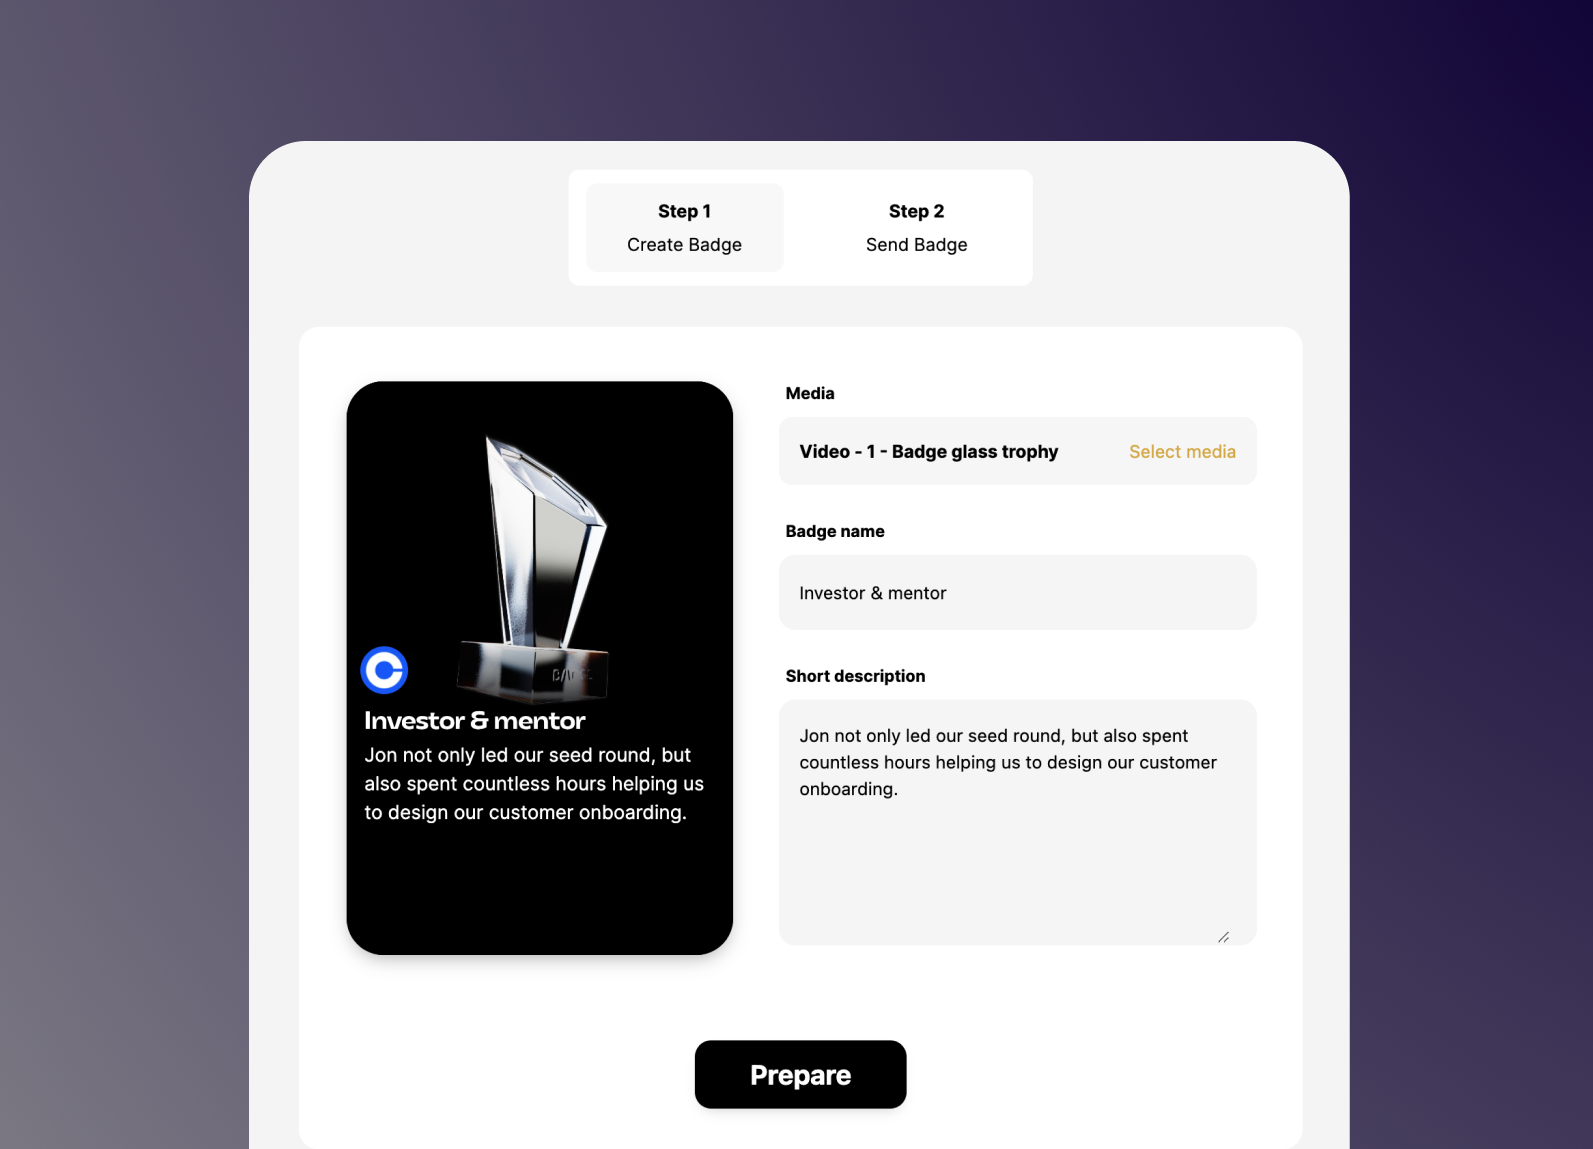 Step 1
Create Badge
Step 2
Send Badge
Investor & mentor
Jon not only led our seed round, but
also spent countless hours helping us
to design our customer onboarding.
Media
Video - 1 - Badge glass trophy
Select media
Badge name
Investor & mentor
Short description
Jon not only led our seed round, but also spent
countless hours helping us to design our customer
onboarding.
Prepare